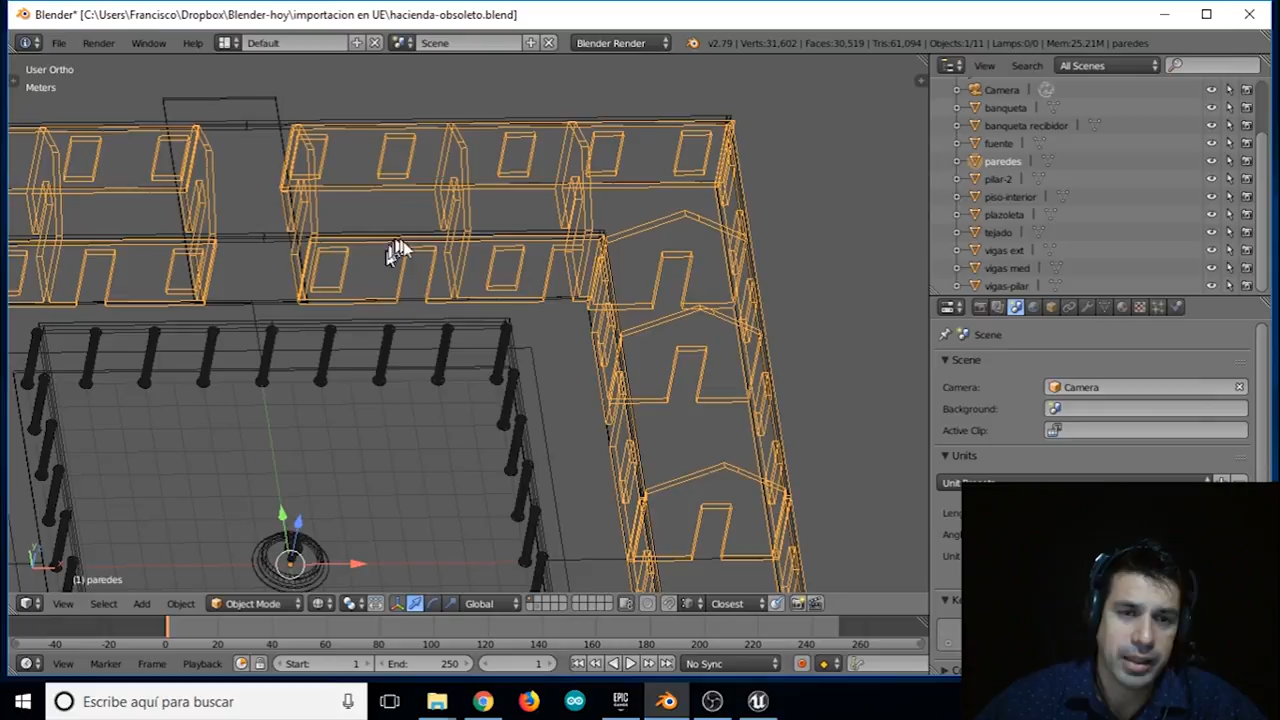 Blender* [C:\Users\Francisco\Dropbox\Blender-hoy\importacion en UE\hacienda-obsoleto.blend]
File Render Window Help Default Scene Blender Render v2.79 | Verts:31,602 | Faces:30,519 | Tris:61,094 | Objects:1/11 | Lamps:0/0 | Mem:25.21M | paredes
User Ortho
Meters
View Search All Scenes
Camera
banqueta
banqueta recibidor
fuente
paredes
pilar-2
piso-interior
plazoleta
tejado
vigas ext
vigas med
vigas-pilar
Scene
Scene
Camera: Camera
Background:
Active Clip:
Units
(1) paredes
View Select Add Object Object Mode Global Closest
-40 -20 0 20 40 60 80 100 120 140 160 180 200 220 240 260
View Marker Frame Playback Start: 1 End: 250 1 No Sync
Escribe aquí para buscar
EPIC
GAMES